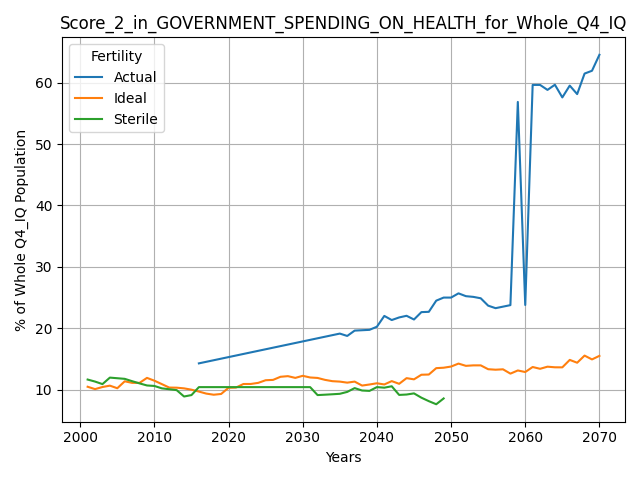 Score_2_in_GOVERNMENT_SPENDING_ON_HEALTH_for_Whole_Q4_IQ
Fertility
Actual
Ideal
Sterile
% of Whole Q4_IQ Population
60
50
40
30
20
10
2000 2010 2020 2030 2040 2050 2060 2070
Years